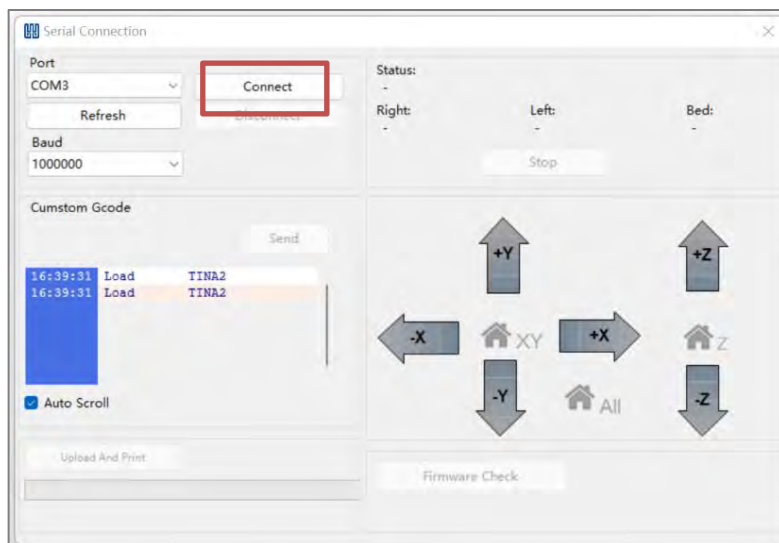 Serial Connection
Port
COM3
Connect
Refresh
Disconnect
Baud
1000000
Status:
-
Right:
Left:
Bed:
-
-
-
Stop
Cumstom Gcode
Send
16:39:31 Load TINA2
16:39:31 Load TINA2
Auto Scroll
Upload And Print
+Y
+Z
-X
XY
+X
Z
-Y
All
-Z
Firmware Check